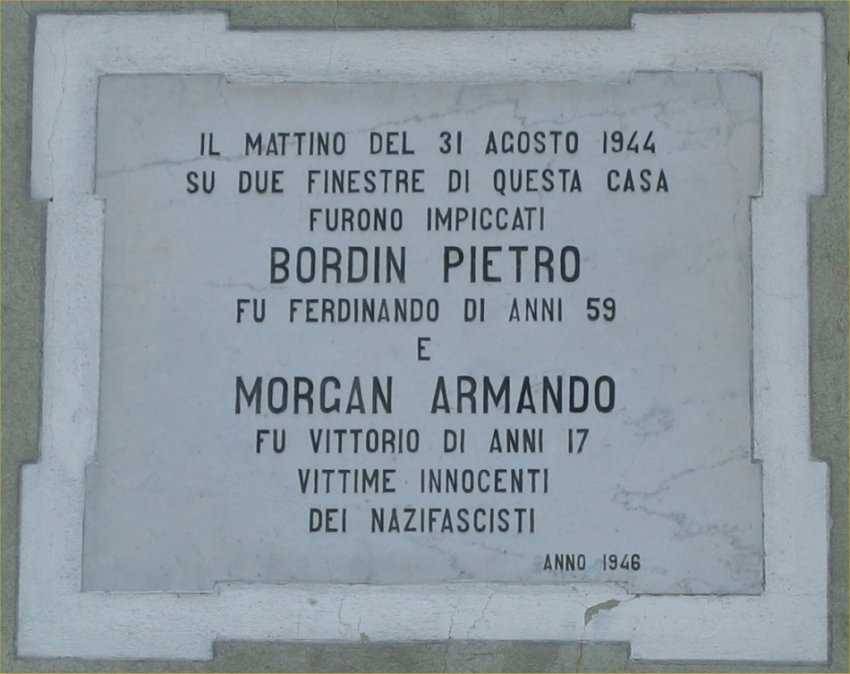 IL MATTINO DEL 31 AGOSTO 1944
SU DUE FINESTRE DI QUESTA CASA
FURONO IMPICCATI
BORDIN PIETRO
FU FERDINANDO DI ANNI 59
E
MORGAN ARMANDO
FU VITTORIO DI ANNI 17
VITTIME INNOCENTI
DEI NAZIFASCISTI
ANNO 1946